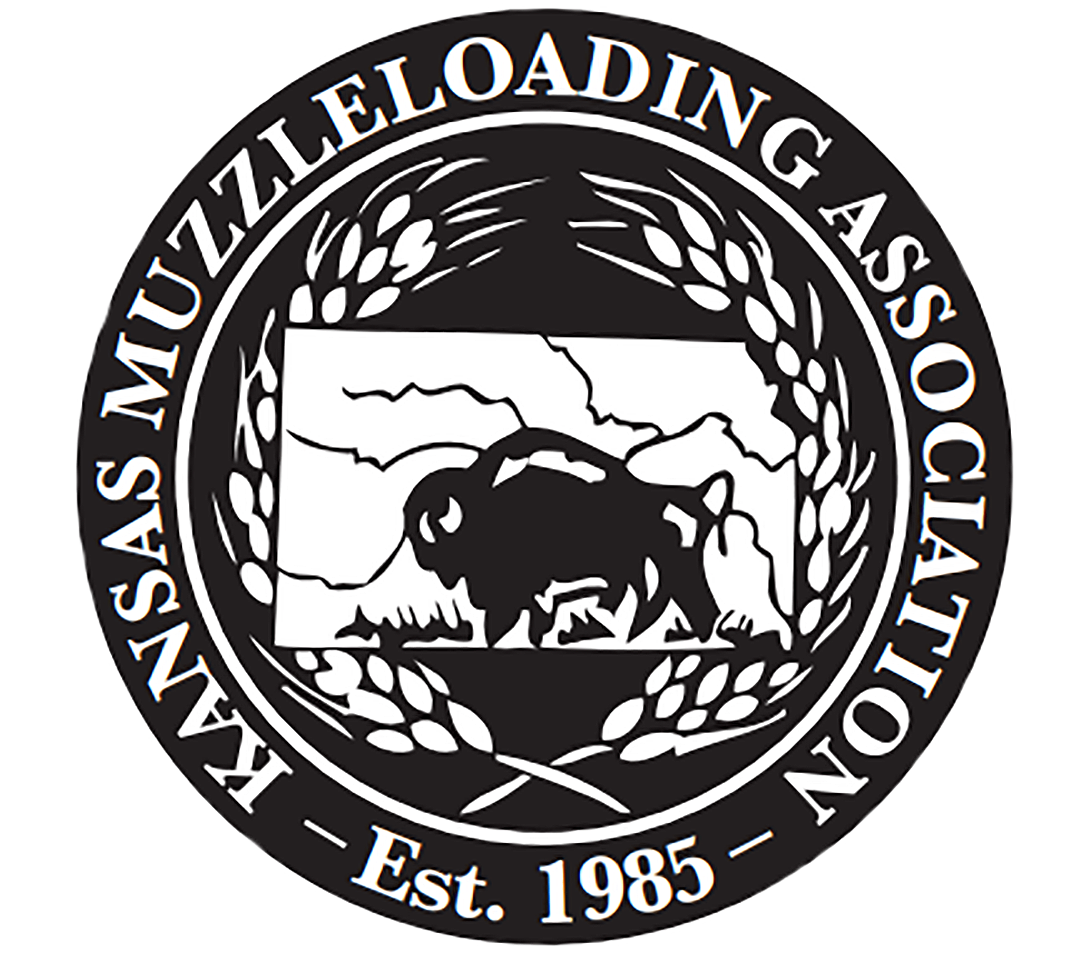 KANSAS MUZZLELOADING ASSOCIATION
– Est. 1985 –